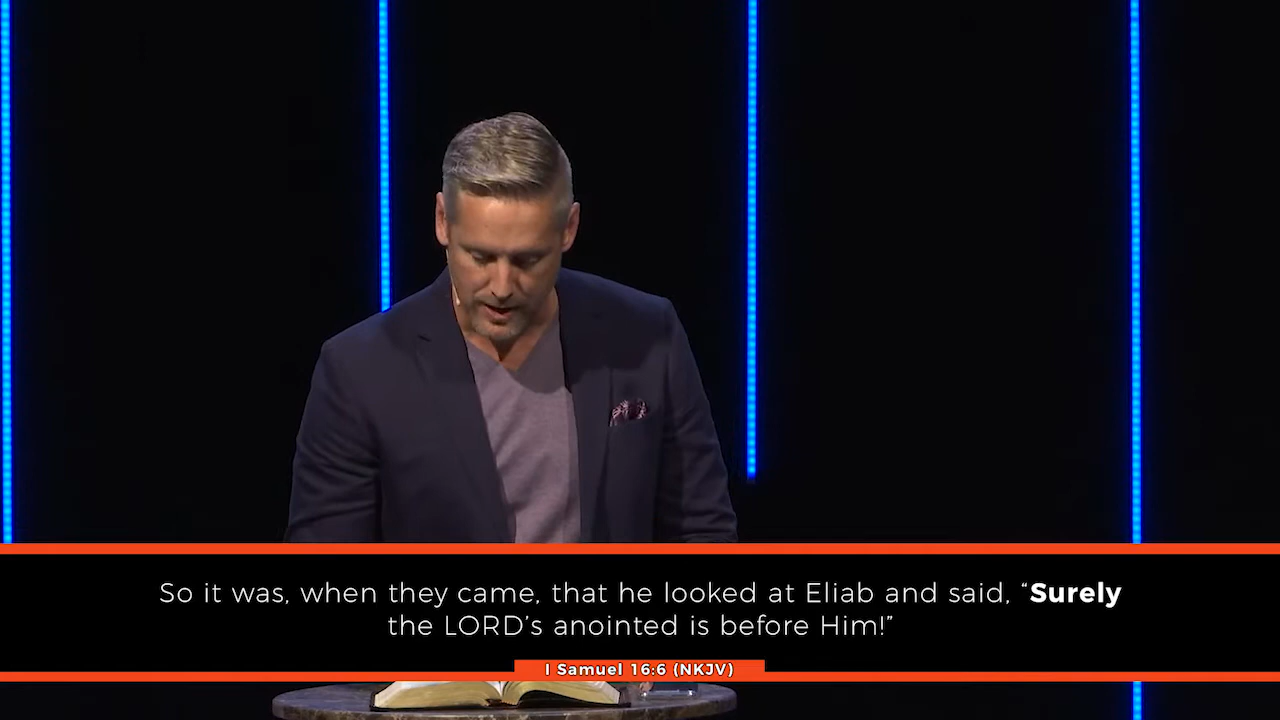 So it was, when they came, that he looked at Eliab and said, “Surely
the LORD’s anointed is before Him!”
I Samuel 16:6 (NKJV)